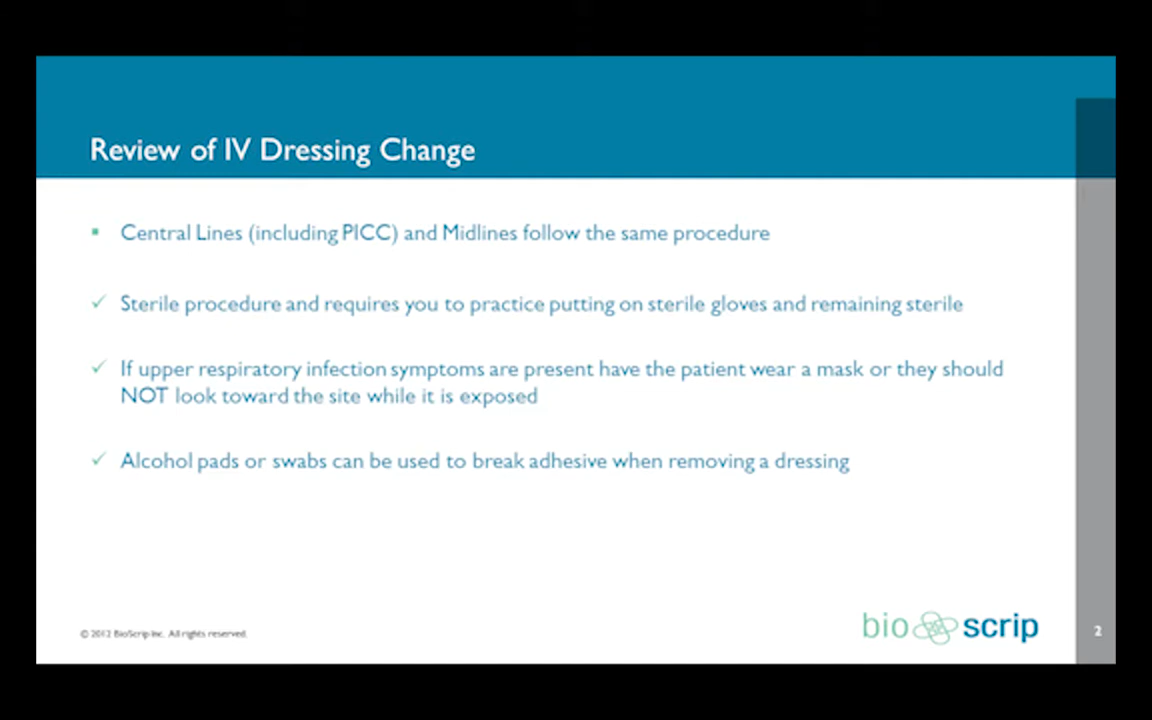 Review of IV Dressing Change
▪ Central Lines (including PICC) and Midlines follow the same procedure
✓ Sterile procedure and requires you to practice putting on sterile gloves and remaining sterile
✓ If upper respiratory infection symptoms are present have the patient wear a mask or they should
NOT look toward the site while it is exposed
✓ Alcohol pads or swabs can be used to break adhesive when removing a dressing
© 2012 BioScrip Inc. All rights reserved.
bio scrip
2